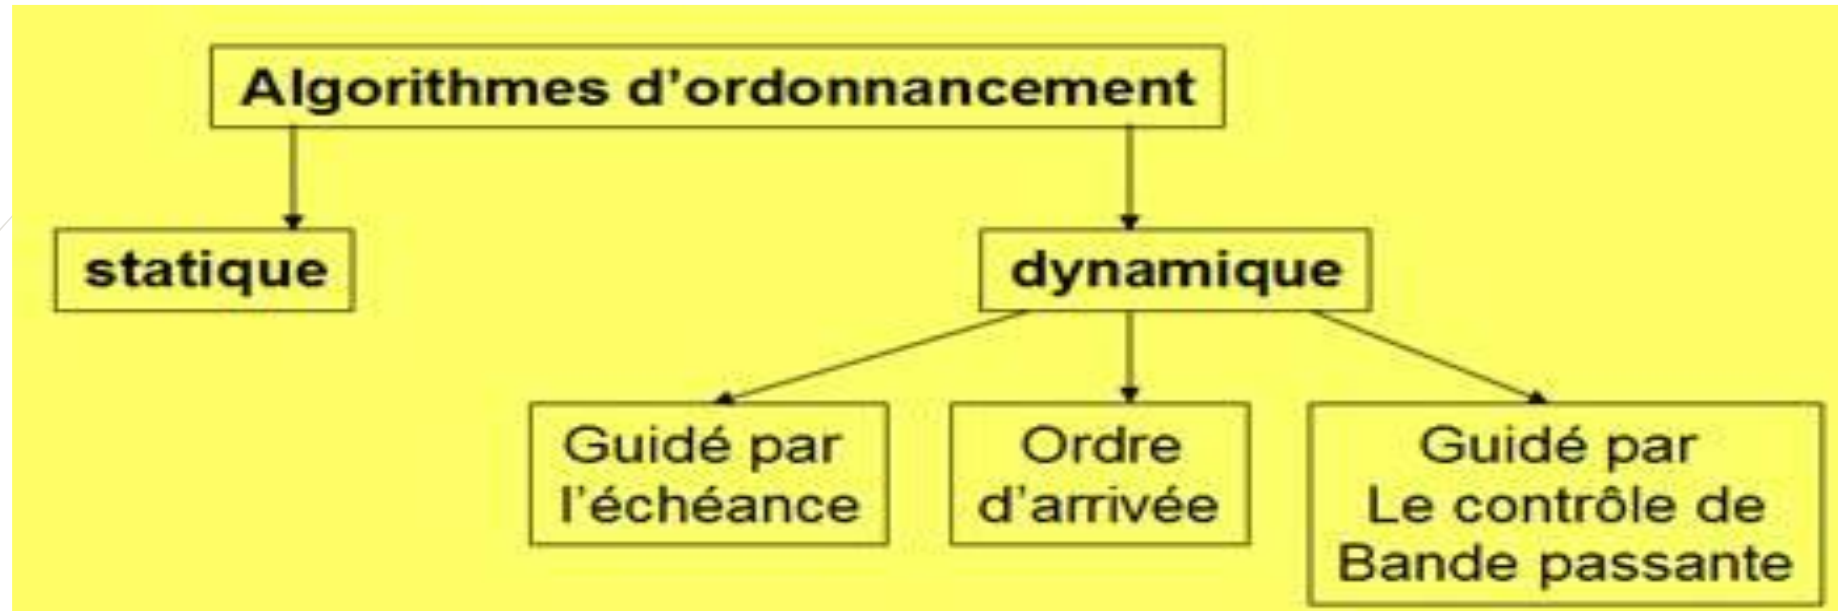 Algorithmes d'ordonnancement
statique
dynamique
Guidé par
l'échéance
Ordre
d'arrivée
Guidé par
Le contrôle de
Bande passante